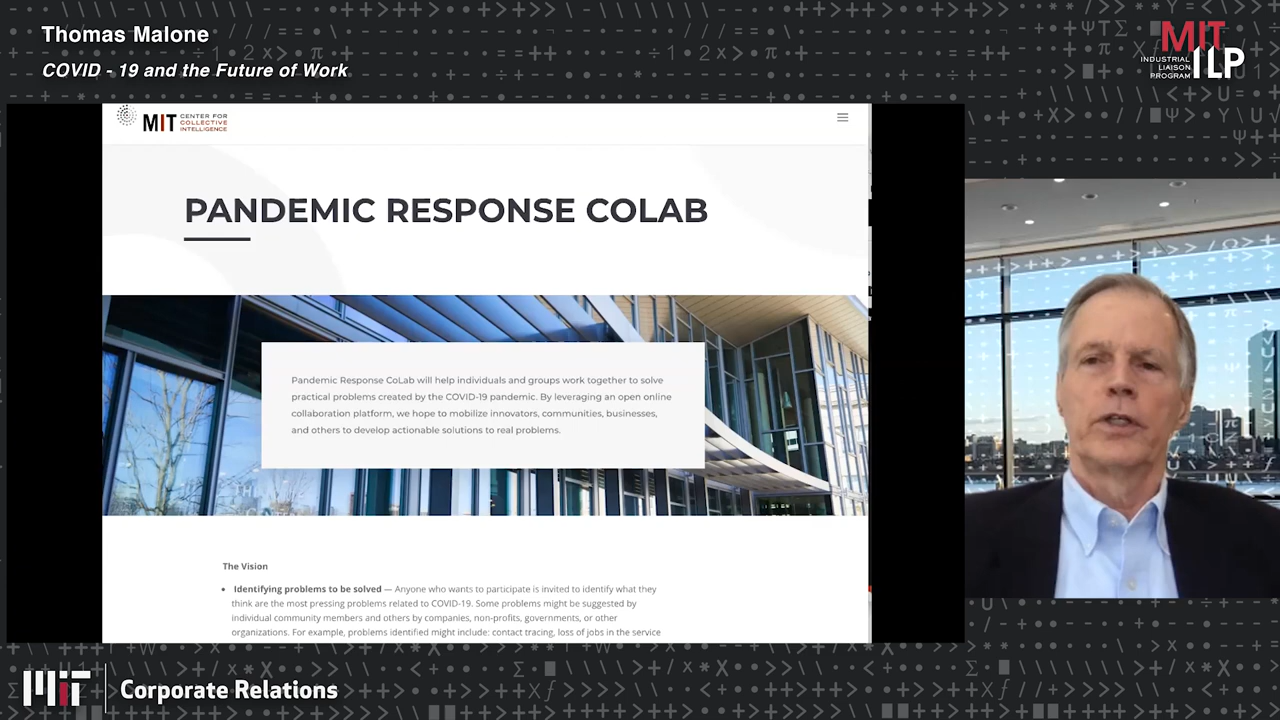 Thomas Malone
COVID - 19 and the Future of Work
MIT
INDUSTRIAL
LIAISON
PROGRAM
ILP
MIT
CENTER FOR
COLLECTIVE
INTELLIGENCE
PANDEMIC RESPONSE COLAB
Pandemic Response CoLab will help individuals and groups work together to solve
practical problems created by the COVID-19 pandemic. By leveraging an open online
collaboration platform, we hope to mobilize innovators, communities, businesses,
and others to develop actionable solutions to real problems.
The Vision
• Identifying problems to be solved — Anyone who wants to participate is invited to identify what they
think are the most pressing problems related to COVID-19. Some problems might be suggested by
individual community members and others by companies, non-profits, governments, or other
organizations. For example, problems identified might include: contact tracing, loss of jobs in the service
MIT
Corporate Relations